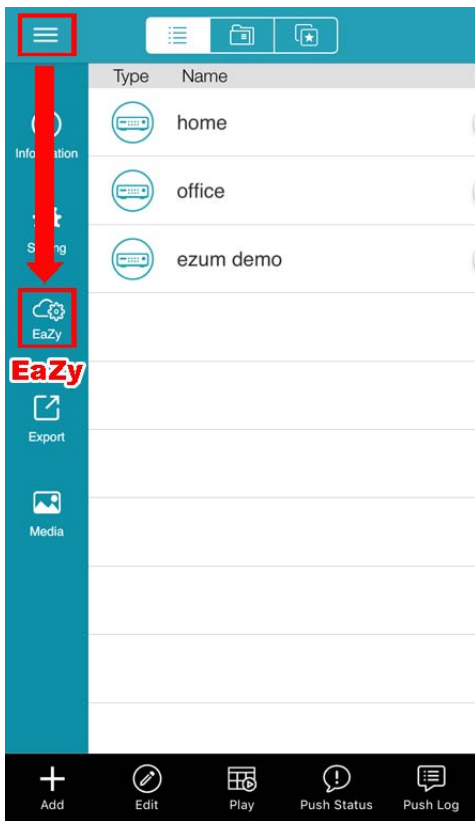 Type Name
home
Information
office
Setting
ezum demo
EaZy
EaZy
Export
Media
Add Edit Play Push Status Push Log